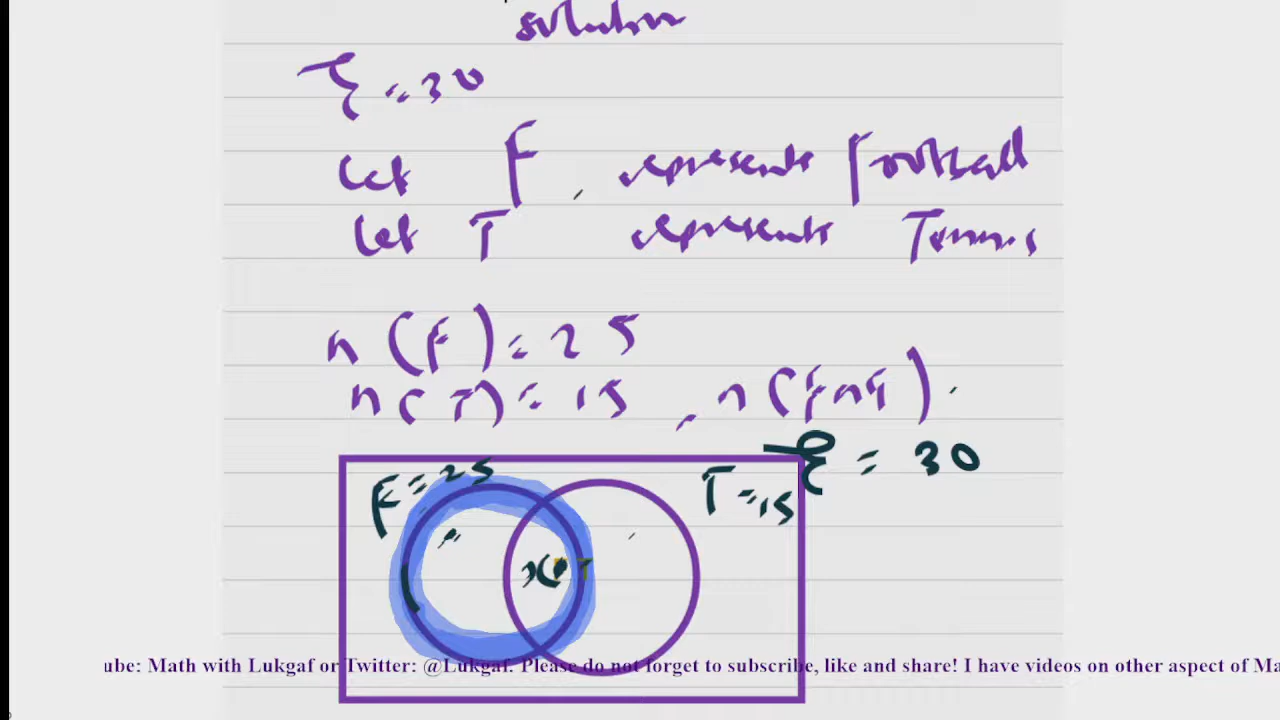 solution
ξ = 30
let F represents Football
let T represents Tennis
n(F) = 25
n(T) = 15, n(F∩T)
ξ = 30
F = 25
T = 15
x
ube: Math with Lukgaf or Twitter: @Lukgaf. Please do not forget to subscribe, like and share! I have videos on other aspect of Ma